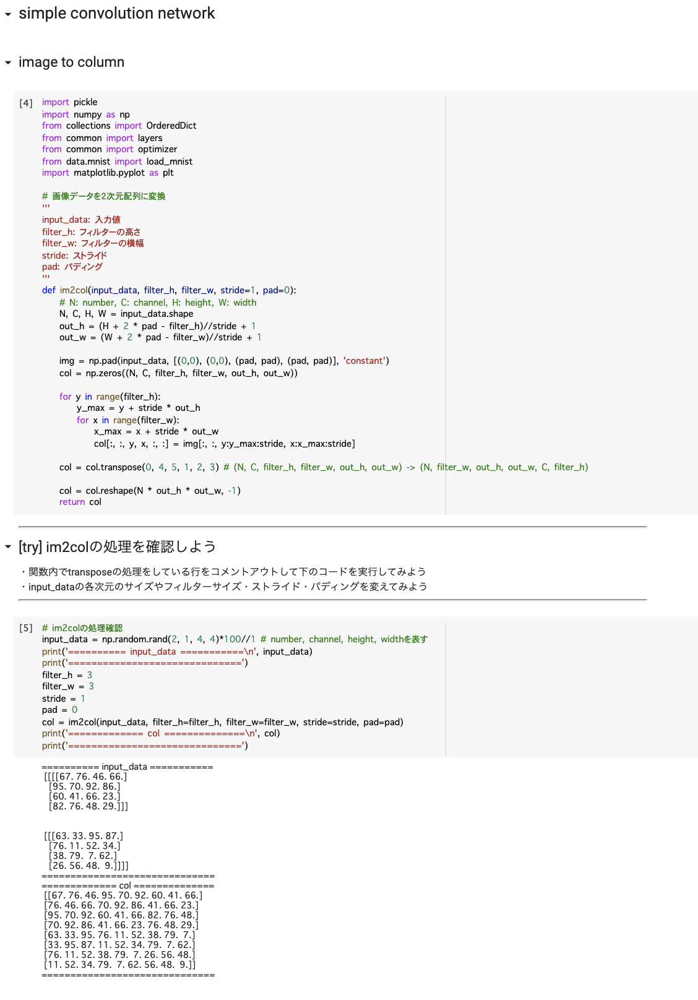 simple convolution network
image to column
[4] import pickle
import numpy as np
from collections import OrderedDict
from common import layers
from common import optimizer
from data.mnist import load_mnist
import matplotlib.pyplot as plt
# 画像データを2次元配列に変換
'''
input_data: 入力値
filter_h: フィルターの高さ
filter_w: フィルターの横幅
stride: ストライド
pad: パディング
'''
def im2col(input_data, filter_h, filter_w, stride=1, pad=0):
# N: number, C: channel, H: height, W: width
N, C, H, W = input_data.shape
out_h = (H + 2 * pad - filter_h)//stride + 1
out_w = (W + 2 * pad - filter_w)//stride + 1
img = np.pad(input_data, [(0,0), (0,0), (pad, pad), (pad, pad)], 'constant')
col = np.zeros((N, C, filter_h, filter_w, out_h, out_w))
for y in range(filter_h):
y_max = y + stride * out_h
for x in range(filter_w):
x_max = x + stride * out_w
col[:, :, y, x, :, :] = img[:, :, y:y_max:stride, x:x_max:stride]
col = col.transpose(0, 4, 5, 1, 2, 3) # (N, C, filter_h, filter_w, out_h, out_w) -> (N, filter_w, out_h, out_w, C, filter_h)
col = col.reshape(N * out_h * out_w, -1)
return col
[try] im2colの処理を確認しよう
・関数内でtransposeの処理をしている行をコメントアウトして下のコードを実行してみよう
・input_dataの各次元のサイズやフィルターサイズ・ストライド・パディングを変えてみよう
[5] # im2colの処理確認
input_data = np.random.rand(2, 1, 4, 4)*100//1 # number, channel, height, widthを表す
print('========== input_data ===========\n', input_data)
print('==============================')
filter_h = 3
filter_w = 3
stride = 1
pad = 0
col = im2col(input_data, filter_h=filter_h, filter_w=filter_w, stride=stride, pad=pad)
print('============= col ==============\n', col)
print('==============================')
========== input_data ===========
[[[[67. 76. 46. 66.]
[95. 70. 92. 86.]
[60. 41. 66. 23.]
[82. 76. 48. 29.]]]
[[[63. 33. 95. 87.]
[76. 11. 52. 34.]
[38. 79. 7. 62.]
[26. 56. 48. 9.]]]]
==============================
============= col ==============
[[67. 76. 46. 95. 70. 92. 60. 41. 66.]
[76. 46. 66. 70. 92. 86. 41. 66. 23.]
[95. 70. 92. 60. 41. 66. 82. 76. 48.]
[70. 92. 86. 41. 66. 23. 76. 48. 29.]
[63. 33. 95. 76. 11. 52. 38. 79. 7.]
[33. 95. 87. 11. 52. 34. 79. 7. 62.]
[76. 11. 52. 38. 79. 7. 26. 56. 48.]
[11. 52. 34. 79. 7. 62. 56. 48. 9.]]
==============================